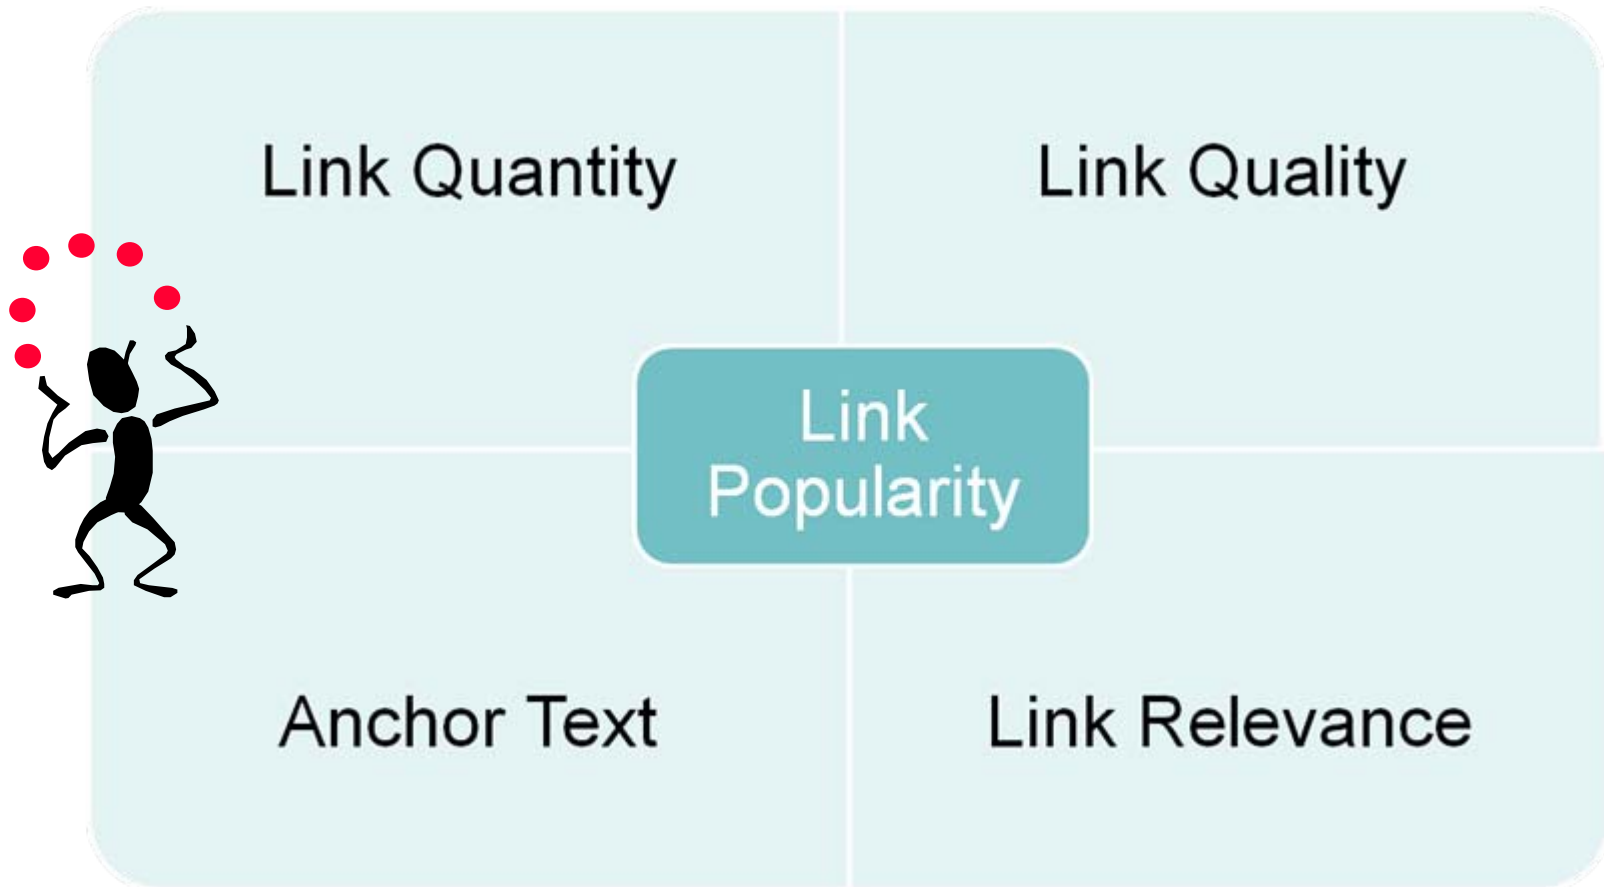 Link Quantity
Link Quality
Link
Popularity
Anchor Text
Link Relevance